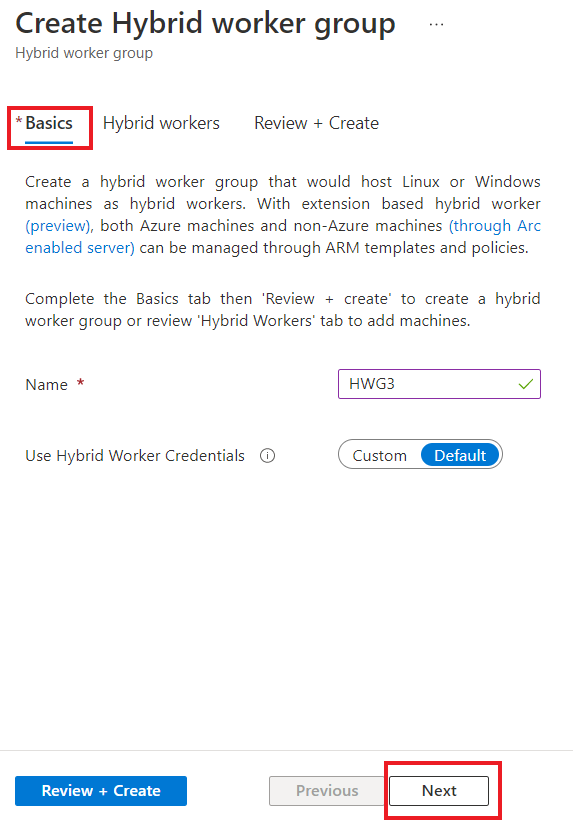 Create Hybrid worker group ...
Hybrid worker group
* Basics Hybrid workers Review + Create
Create a hybrid worker group that would host Linux or Windows
machines as hybrid workers. With extension based hybrid worker
(preview), both Azure machines and non-Azure machines (through Arc
enabled server) can be managed through ARM templates and policies.
Complete the Basics tab then 'Review + create' to create a hybrid
worker group or review 'Hybrid Workers' tab to add machines.
Name * HWG3
Use Hybrid Worker Credentials Custom Default
Review + Create Previous Next